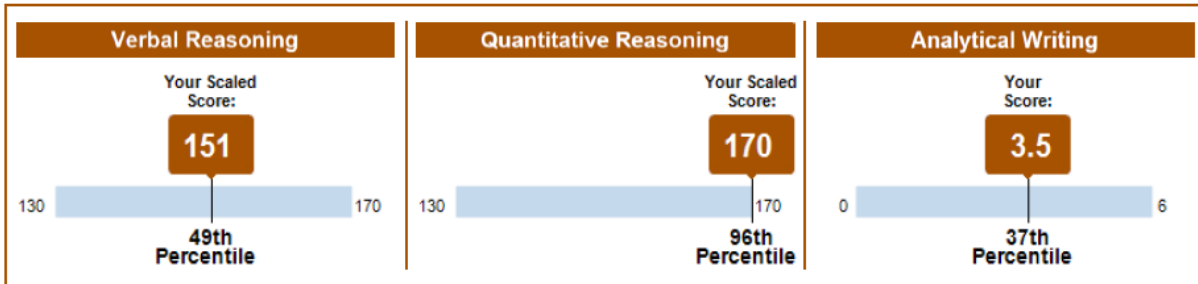 Verbal Reasoning
Your Scaled
Score:
151
130
170
49th
Percentile
Quantitative Reasoning
Your Scaled
Score:
170
130
170
96th
Percentile
Analytical Writing
Your
Score:
3.5
0
6
37th
Percentile